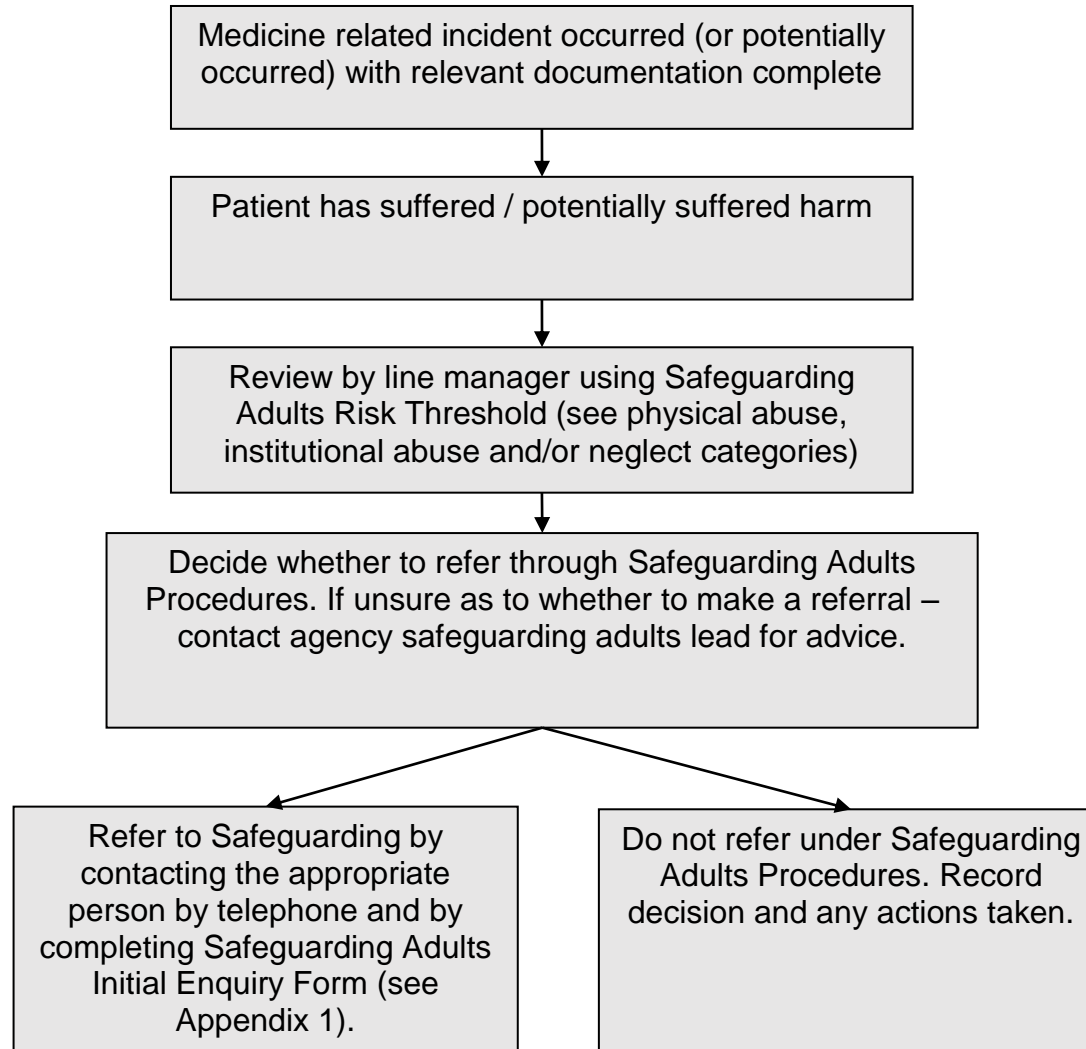 Medicine related incident occurred (or potentially
occurred) with relevant documentation complete
Patient has suffered / potentially suffered harm
Review by line manager using Safeguarding
Adults Risk Threshold (see physical abuse,
institutional abuse and/or neglect categories)
Decide whether to refer through Safeguarding Adults
Procedures. If unsure as to whether to make a referral –
contact agency safeguarding adults lead for advice.
Refer to Safeguarding by
contacting the appropriate
person by telephone and by
completing Safeguarding Adults
Initial Enquiry Form (see
Appendix 1).
Do not refer under Safeguarding
Adults Procedures. Record
decision and any actions taken.